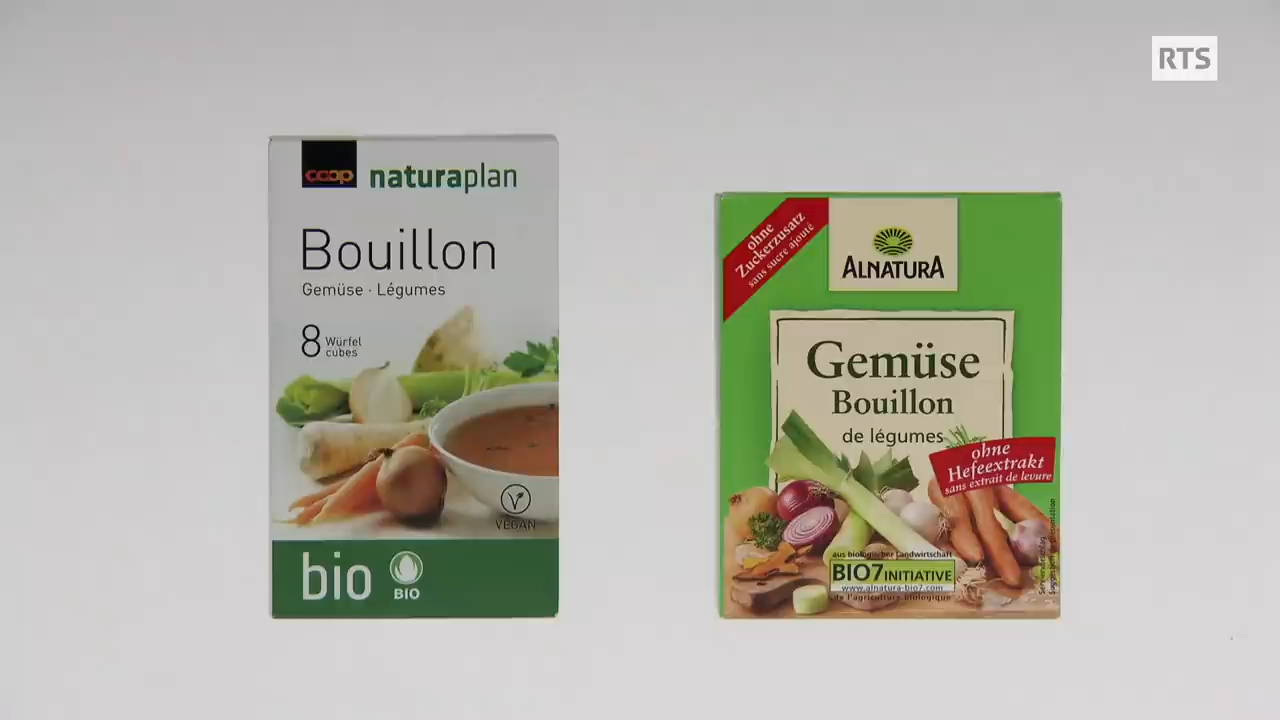 RTS
coop naturaplan
Bouillon
Gemüse · Légumes
8 Würfel
cubes
VEGAN
bio BIO
ohne
Zuckerzusatz
sans sucre ajouté
ALNATURA
Gemüse
Bouillon
de légumes
ohne
Hefeextrakt
sans extrait de levure
aus biologischer Landwirtschaft
BIO7 INITIATIVE
www.alnatura-bio7.com
de l'agriculture biologique